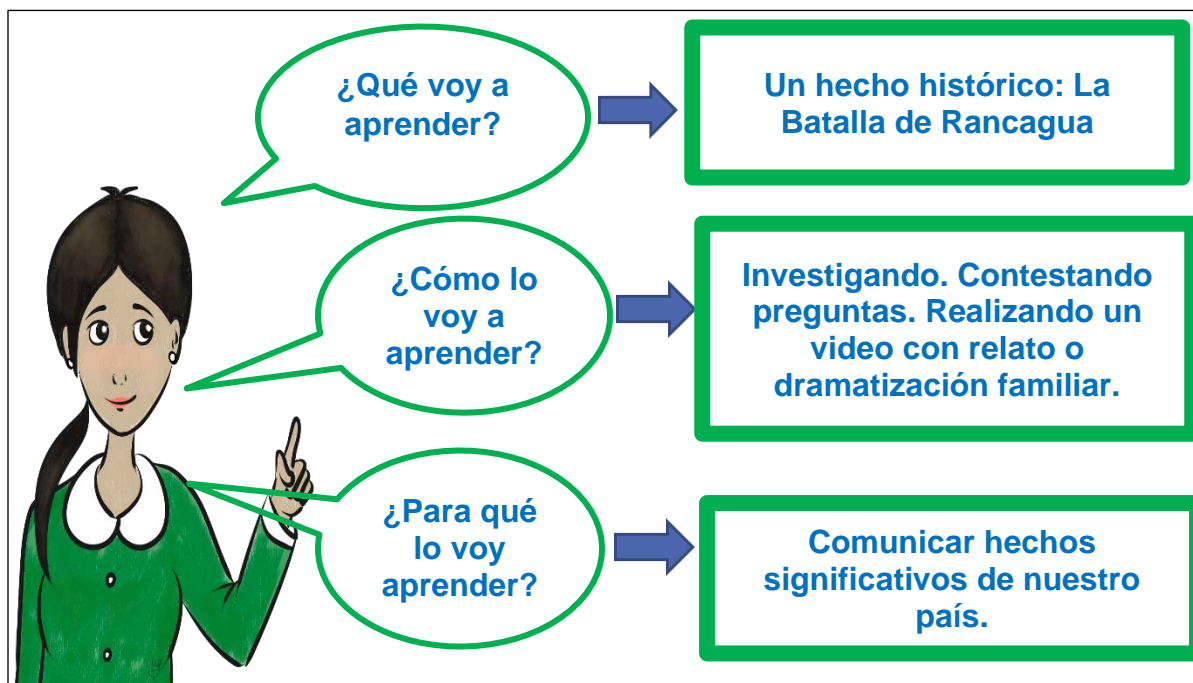 ¿Qué voy a
aprender?
Un hecho histórico: La
Batalla de Rancagua
¿Cómo lo
voy a
aprender?
Investigando. Contestando
preguntas. Realizando un
video con relato o
dramatización familiar.
¿Para qué
lo voy
aprender?
Comunicar hechos
significativos de nuestro
país.